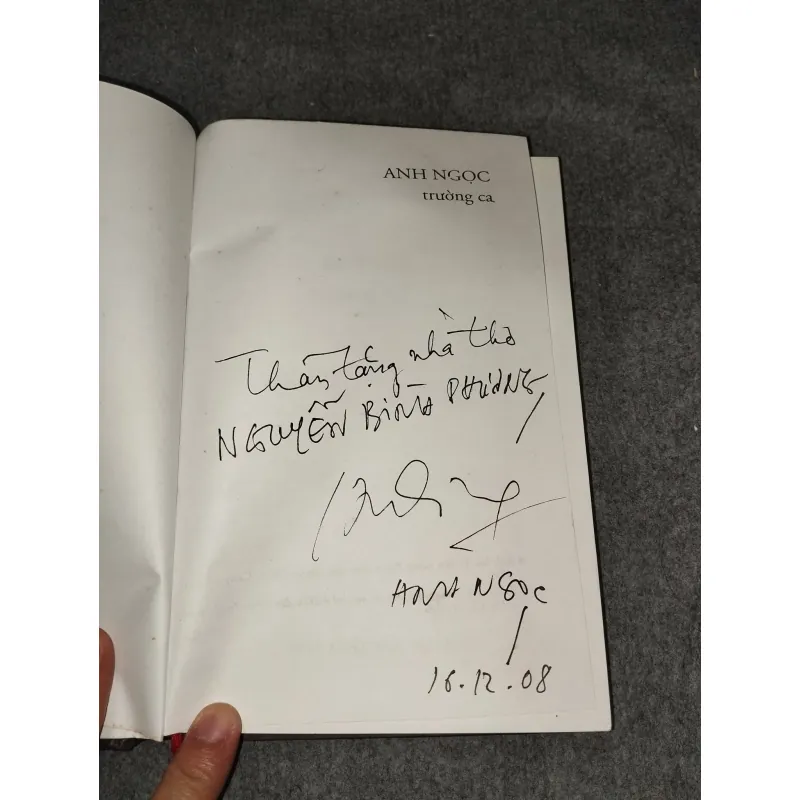 ANH NGỌC
trường ca
Thân tặng nhà thơ
NGUYỄN BÌNH PHƯƠNG
ANH NGỌC
16.12.08